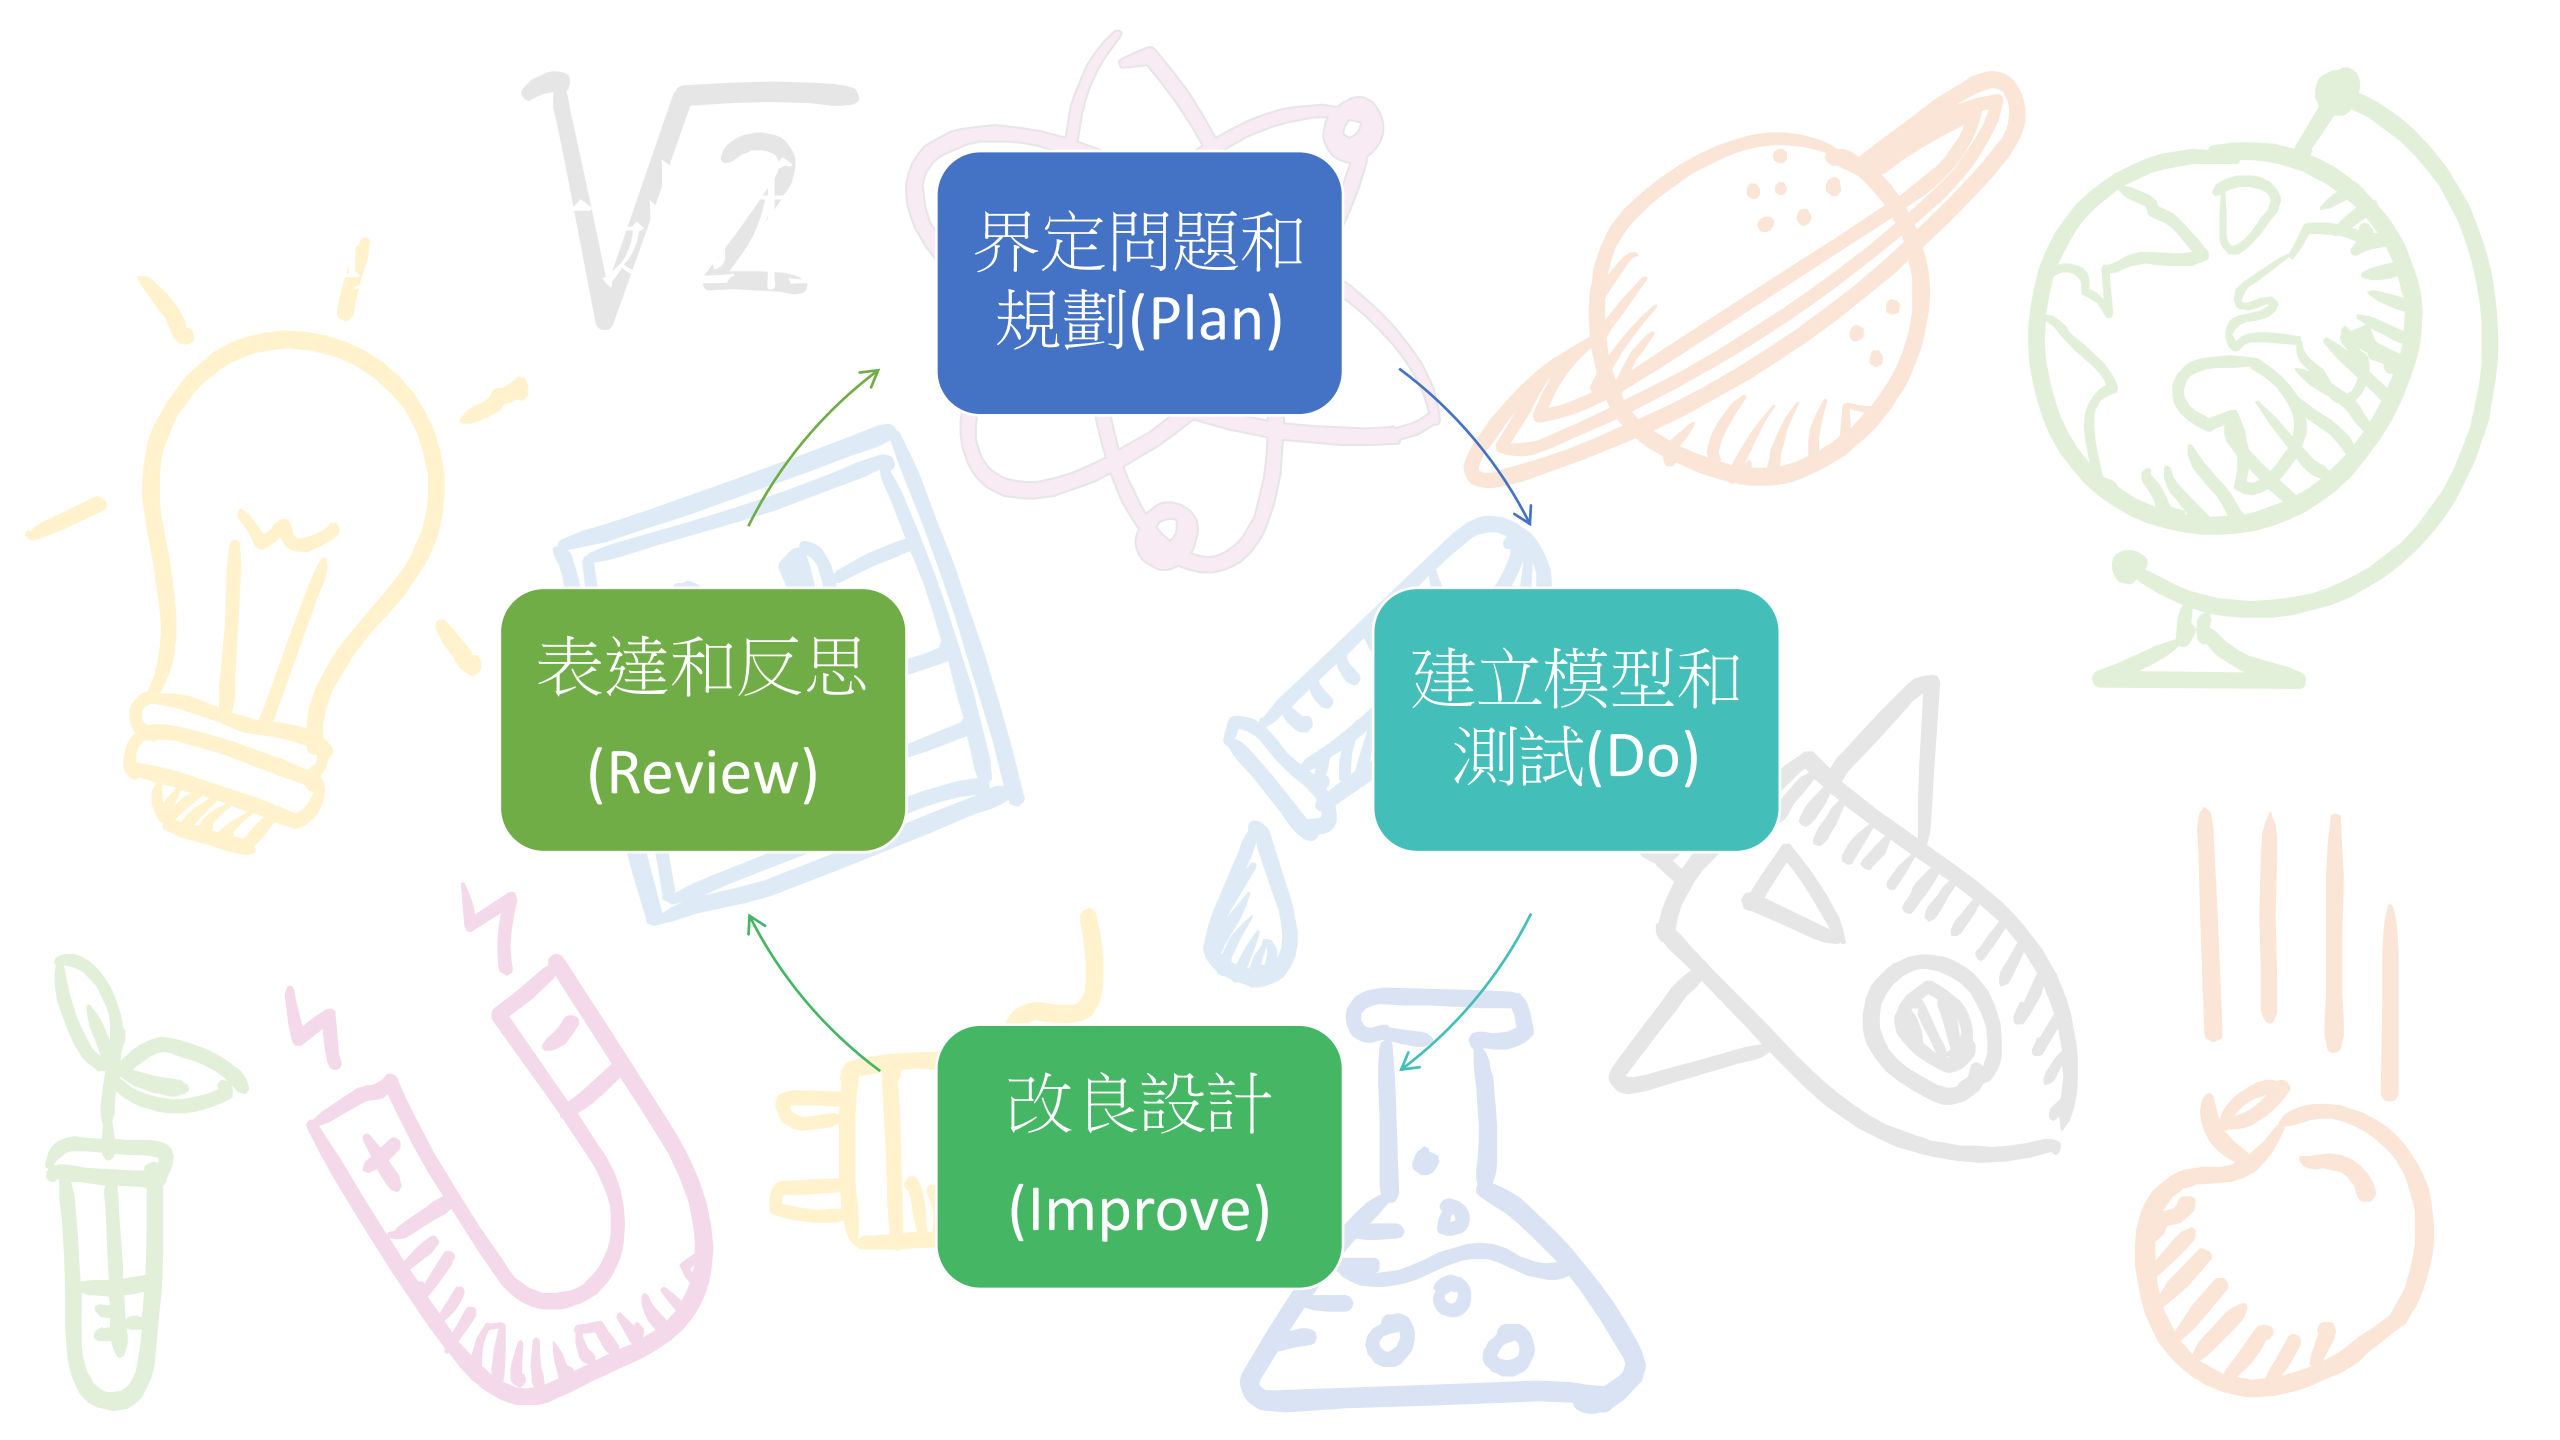 √2
界定問題和
規劃(Plan)
表達和反思
(Review)
建立模型和
測試(Do)
改良設計
(Improve)